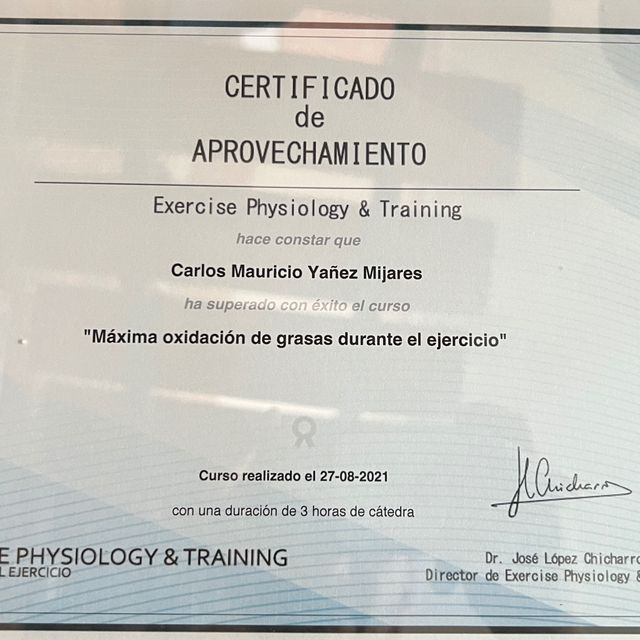 CERTIFICADO
de
APROVECHAMIENTO
Exercise Physiology & Training
hace constar que
Carlos Mauricio Yañez Mijares
ha superado con éxito el curso
"Máxima oxidación de grasas durante el ejercicio"
Curso realizado el 27-08-2021
con una duración de 3 horas de cátedra
Chicharro
E PHYSIOLOGY & TRAINING
L EJERCICIO
Dr. José López Chicharro
Director de Exercise Physiology &